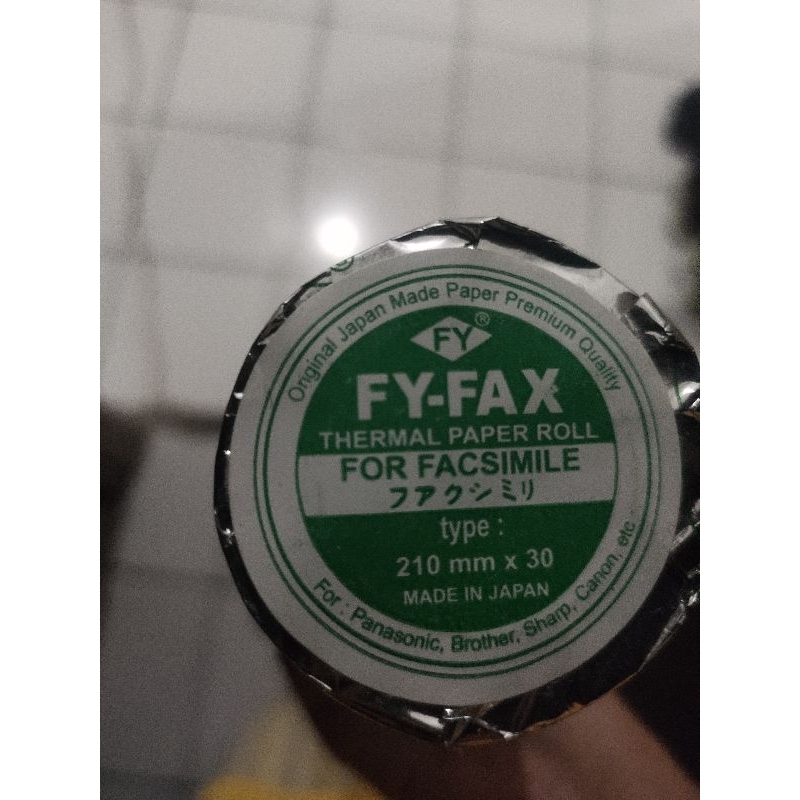 Original Japan Made Paper Premium Quality
FY®
FY-FAX
THERMAL PAPER ROLL
FOR FACSIMILE
ファクシミリ
type :
210 mm x 30
MADE IN JAPAN
For : Panasonic, Brother, Sharp, Canon, etc